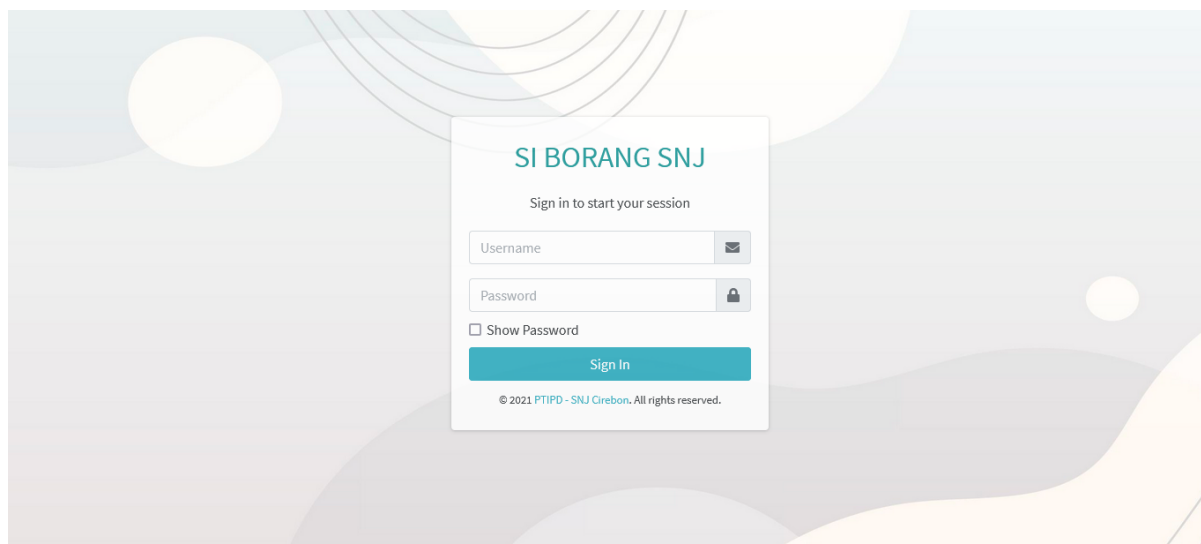 SI BORANG SNJ
Sign in to start your session
Username
Password
Show Password
Sign In
© 2021 PTIPD - SNJ Cirebon. All rights reserved.